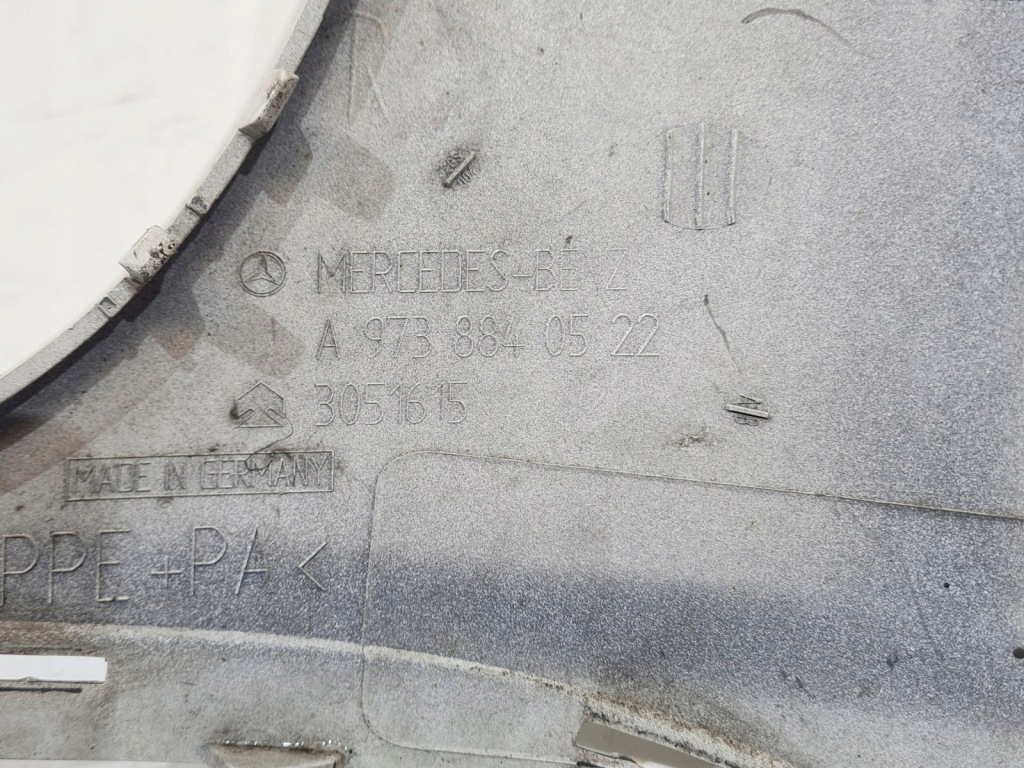 MERCEDES-BENZ
A 973 884 05 22
3051615
MADE IN GERMANY
PPE+PA<